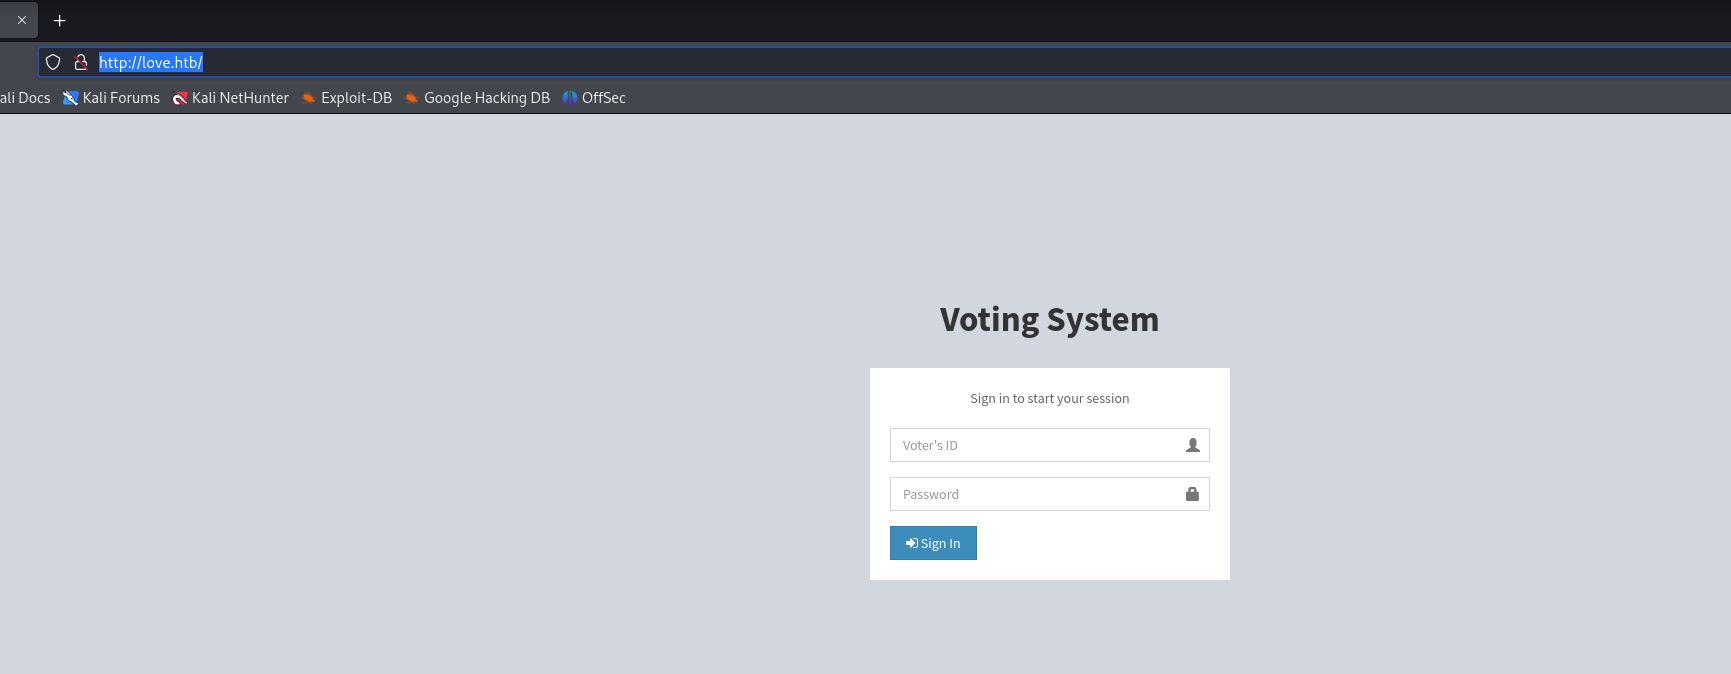 http://love.htb/
ali Docs Kali Forums Kali NetHunter Exploit-DB Google Hacking DB OffSec
Voting System
Sign in to start your session
Voter's ID
Password
Sign In